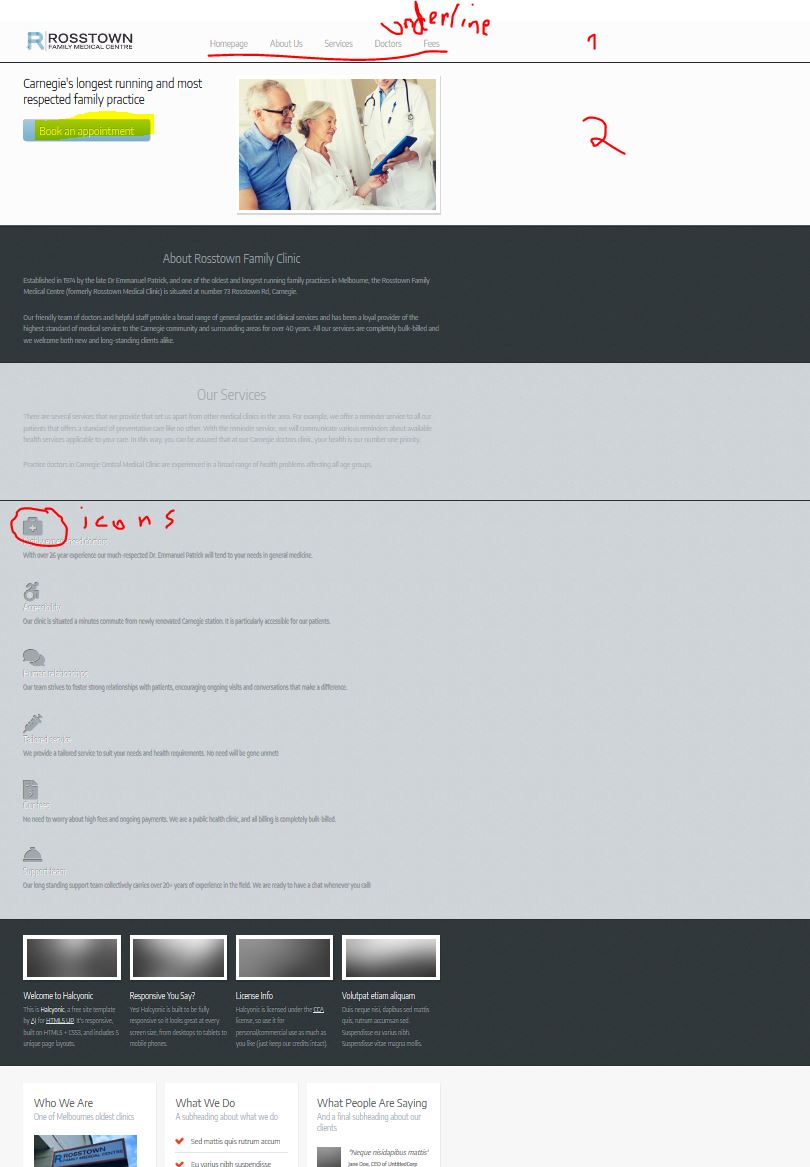 underline
ROSSTOWN
FAMILY MEDICAL CENTRE
Homepage About Us Services Doctors Fees
1
Carnegie's longest running and most
respected family practice
Book an appointment
2
About Rosstown Family Clinic
Established in 1974 by the late Dr Emmanuel Patrick, and one of the oldest and longest running family practices in Melbourne, the Rosstown Family
Medical Centre (formerly Rosstown Medical Clinic) is situated at number 73 Rosstown Rd, Carnegie.
Our friendly team of doctors and helpful staff provide a broad range of general practice and clinical services and has been a loyal provider of the
highest standard of medical service to the Carnegie community and surrounding areas for over 40 years. All our services are completely bulk-billed and
we welcome both new and long-standing clients alike.
Our Services
There are several services that we provide that set us apart from other medical clinics in the area. For example, we offer a reminder service to all our
patients that offers a standard of preventative care like no other. With the reminder service, we will communicate various reminders about available
health services applicable to your care. In this way, you can be assured that at our Carnegie doctors clinic, your health is our number one priority.
Practice doctors in Carnegie Central Medical Clinic are experienced in a broad range of health problems affecting all age groups.
icons
doctors
With over 26 year experience our much-respected Dr. Emmanuel Patrick will tend to your needs in general medicine.
Accessibility
Our clinic is situated a minutes commute from newly renovated Carnegie station. It is particularly accessible for our patients.
Human relationships
Our team strives to foster strong relationships with patients, encouraging ongoing visits and conversations that make a difference.
Tailored service
We provide a tailored service to suit your needs and health requirements. No need will be gone unmet!
Our fees
No need to worry about high fees and ongoing payments. We are a public health clinic, and all billing is completely bulk-billed.
Support team
Our long standing support team collectively carries over 20+ years of experience in the field. We are ready to have a chat whenever you call!
Welcome to Halcyonic
This is Halcyonic, a free site template
by AJ for HTML5 UP. It's responsive,
built on HTML5 + CSS3, and includes 5
unique page layouts.
Responsive You Say?
Yes! Halcyonic is built to be fully
responsive so it looks great at every
screen size, from desktops to tablets to
mobile phones.
License Info
Halcyonic is licensed under the CCA
license, so use it for
personal/commercial use as much as
you like (just keep our credits intact).
Volutpat etiam aliquam
Duis neque nisi, dapibus sed mattis
quis, rutrum accumsan sed.
Suspendisse eu varius nibh.
Suspendisse vitae magna mollis.
Who We Are
One of Melbournes oldest clinics
ROSSTOWN
FAMILY MEDICAL CENTRE
What We Do
A subheading about what we do
Sed mattis quis rutrum accum
Eu varius nibh suspendisse
What People Are Saying
And a final subheading about our
clients
"Neque nisidapibus mattis"
Jane Doe, CEO of UntitledCorp